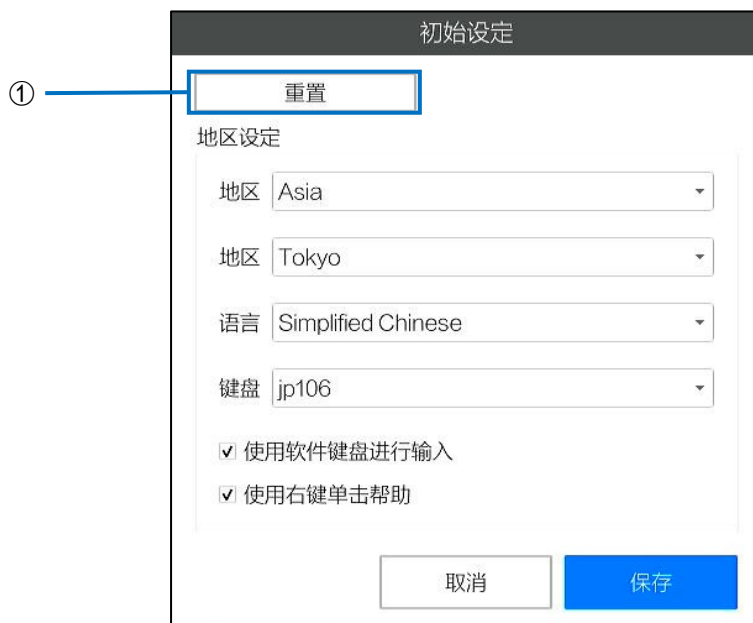 初始设定
① 重置
地区设定
地区 Asia
地区 Tokyo
语言 Simplified Chinese
键盘 jp106
使用软件键盘进行输入
使用右键单击帮助
取消 保存